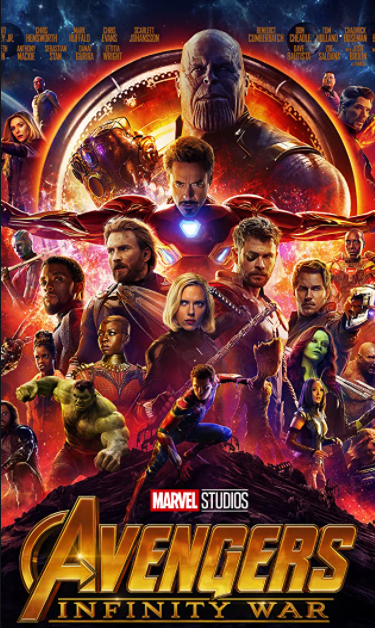 CHRIS MARK CHRIS SCARLETT BENEDICT DON TOM CHADWICK
JR. HEMSWORTH RUFFALO EVANS JOHANSSON CUMBERBATCH CHEADLE HOLLAND BOSEMAN
ANTHONY SEBASTIAN DANAI LETITIA DAVE ZOE JOSH
MACKIE STAN GURIRA WRIGHT BAUTISTA SALDANA BROLIN
MARVEL STUDIOS
AVENGERS
INFINITY WAR